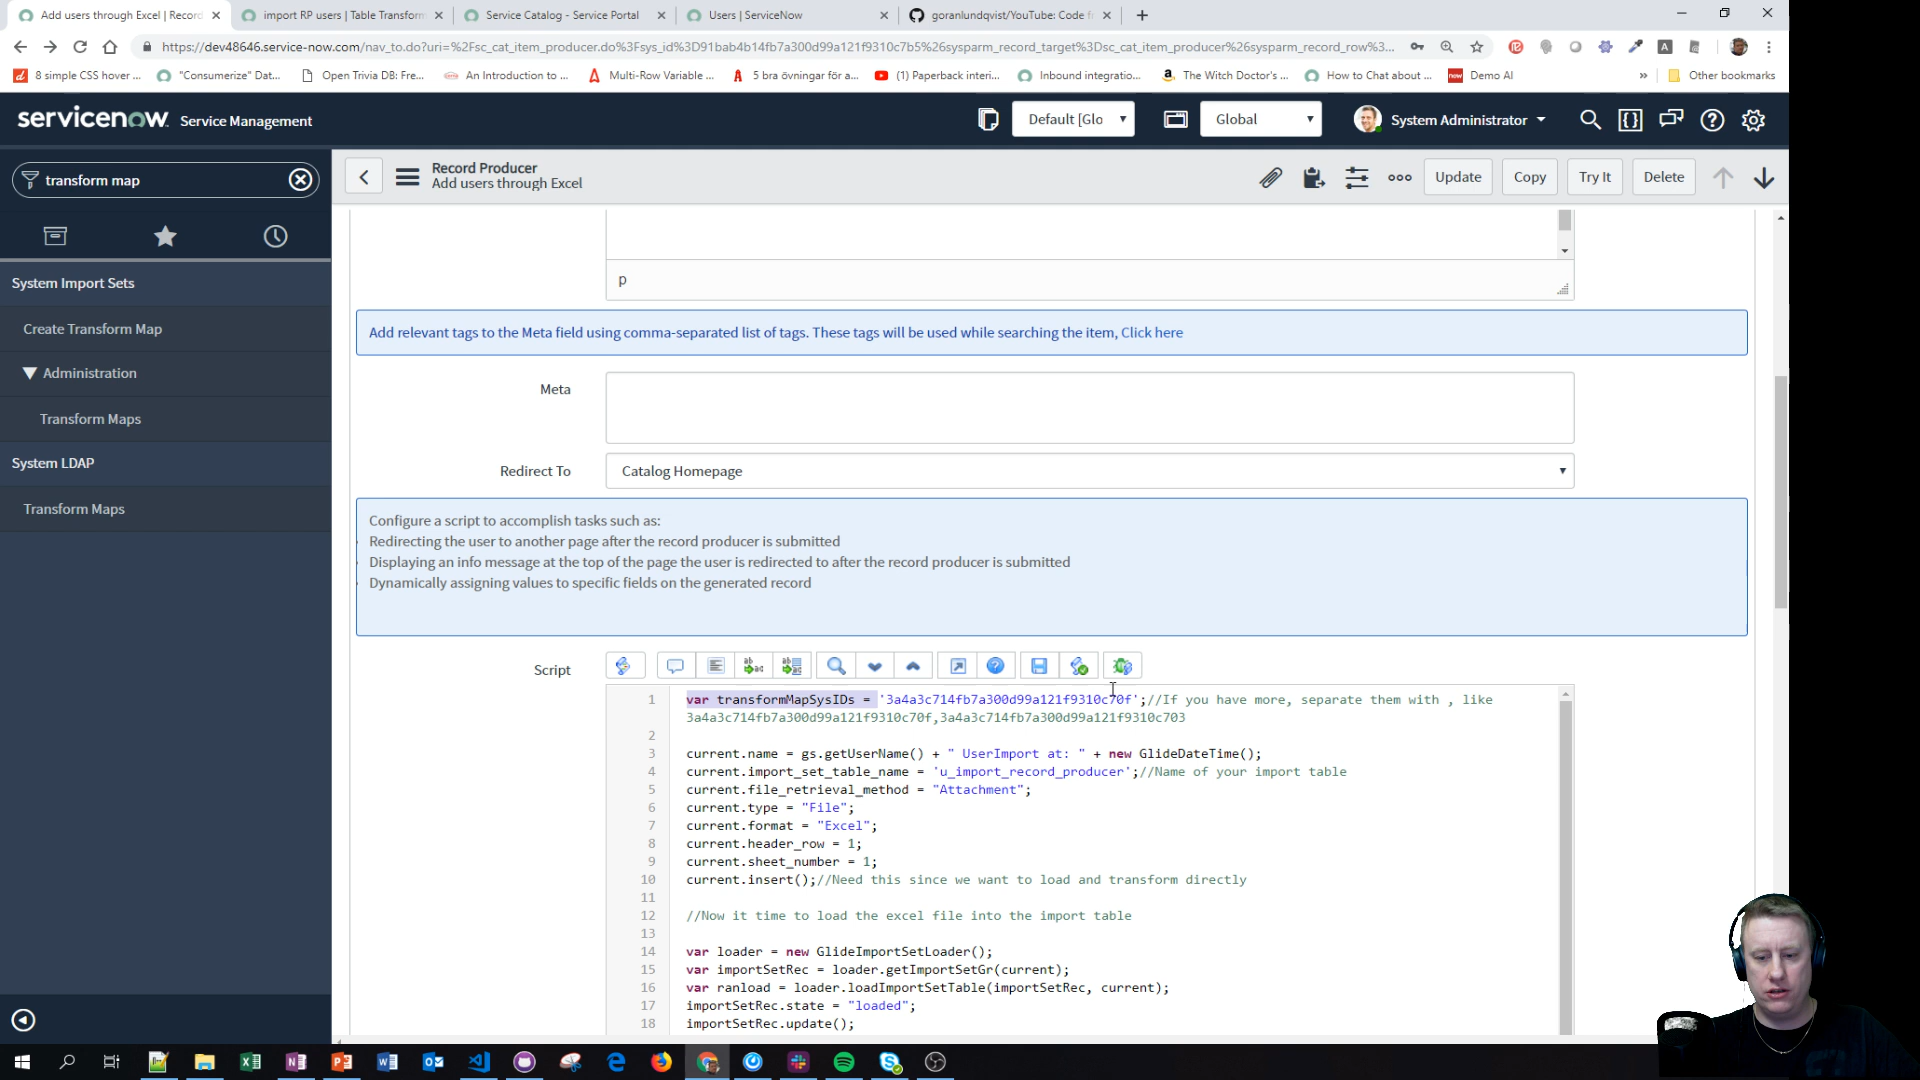 Add users through Excel | Record
import RP users | Table Transform
Service Catalog - Service Portal
Users | ServiceNow
goranlundqvist/YouTube: Code f
https://dev48646.service-now.com/nav_to.do?uri=%2Fsc_cat_item_producer.do%3Fsys_id%3D91bab4b14fb7a300d99a121f9310c7b5%26sysparm_record_target%3Dsc_cat_item_producer%26sysparm_record_row%3...
8 simple CSS hover ...
"Consumerize" Dat...
Open Trivia DB: Fre...
An Introduction to ...
Multi-Row Variable ...
5 bra övningar för a...
(1) Paperback interi...
Inbound integratio...
The Witch Doctor's ...
How to Chat about ...
Demo AI
»
Other bookmarks
servicenow Service Management
Default [Glo
Global
System Administrator
transform map
Record Producer
Add users through Excel
Update
Copy
Try It
Delete
System Import Sets
Create Transform Map
Administration
Transform Maps
System LDAP
Transform Maps
p
Add relevant tags to the Meta field using comma-separated list of tags. These tags will be used while searching the item, Click here
Meta
Redirect To
Catalog Homepage
Configure a script to accomplish tasks such as:
Redirecting the user to another page after the record producer is submitted
Displaying an info message at the top of the page the user is redirected to after the record producer is submitted
Dynamically assigning values to specific fields on the generated record
Script
1 var transformMapSysIDs = '3a4a3c714fb7a300d99a121f9310c70f';//If you have more, separate them with , like
3a4a3c714fb7a300d99a121f9310c70f,3a4a3c714fb7a300d99a121f9310c703
2
3 current.name = gs.getUserName() + " UserImport at: " + new GlideDateTime();
4 current.import_set_table_name = 'u_import_record_producer';//Name of your import table
5 current.file_retrieval_method = "Attachment";
6 current.type = "File";
7 current.format = "Excel";
8 current.header_row = 1;
9 current.sheet_number = 1;
10 current.insert();//Need this since we want to load and transform directly
11
12 //Now it time to load the excel file into the import table
13
14 var loader = new GlideImportSetLoader();
15 var importSetRec = loader.getImportSetGr(current);
16 var ranload = loader.loadImportSetTable(importSetRec, current);
17 importSetRec.state = "loaded";
18 importSetRec.update();